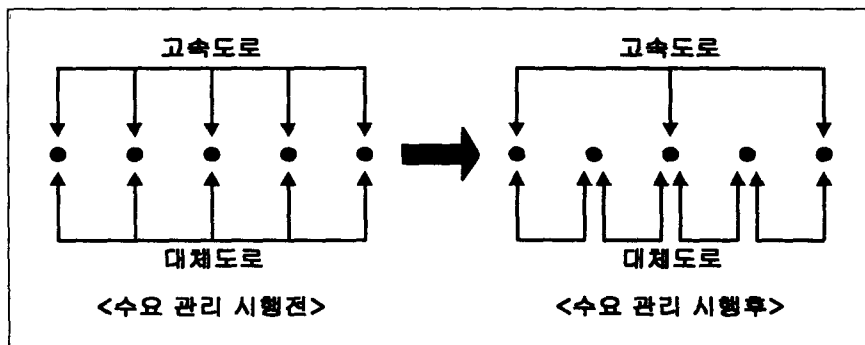 고속도로
고속도로
대체도로
대체도로
<수요 관리 시행전>
<수요 관리 시행후>